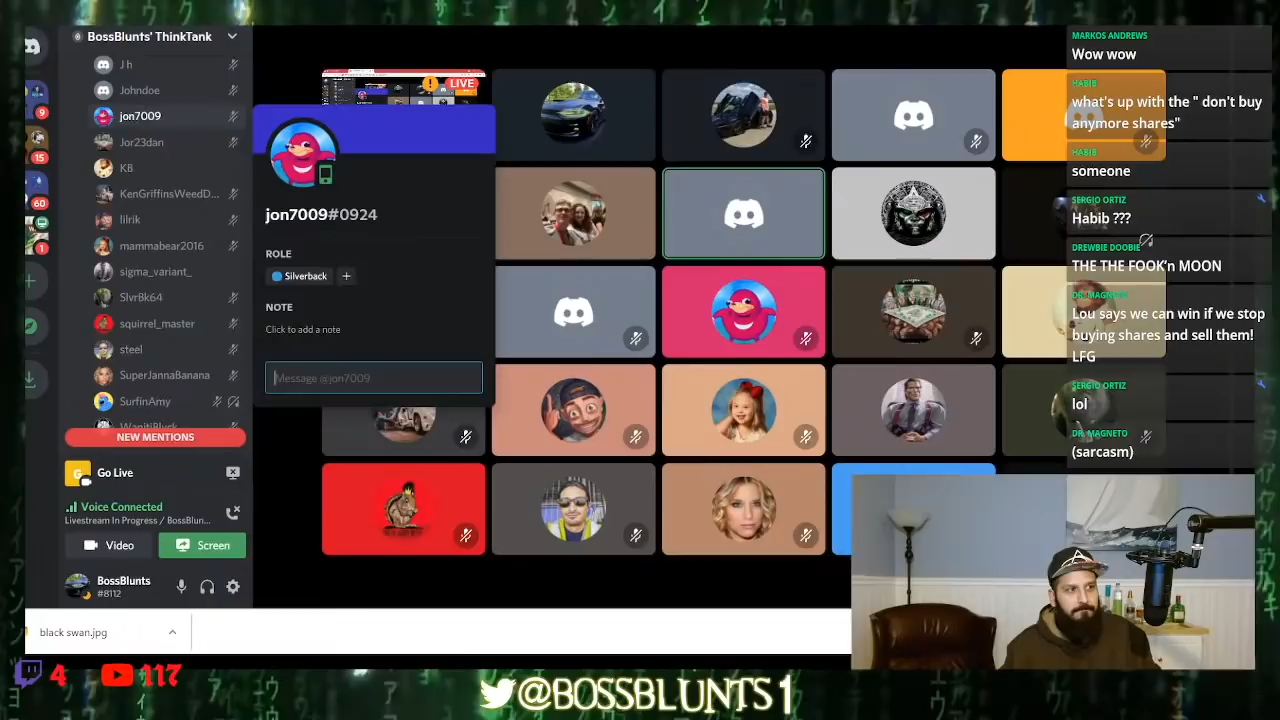 BossBlunts' ThinkTank
J h
Johndoe
jon7009
Jor23dan
KB
KenGriffinsWeedD...
lilrik
mammabear2016
sigma_variant_
SlvrBk64
squirrel_master
steel
SuperJannaBanana
SurfinAmy
9
15
60
1
NEW MENTIONS
Go Live
Voice Connected
Livestream In Progress / BossBlun...
Video
Screen
BossBlunts
#8112
black swan.jpg
LIVE
jon7009#0924
ROLE
Silverback
NOTE
Click to add a note
Message @jon7009
MARKOS ANDREWS
Wow wow
HABIB
what's up with the " don't buy
anymore shares"
HABIB
someone
SERGIO ORTIZ
Habib ???
DREWBIE DOOBIE
THE THE FOOK'n MOON
DR. MAGNETO
Lou says we can win if we stop
buying shares and sell them!
LFG
SERGIO ORTIZ
lol
DR. MAGNETO
(sarcasm)
4
117
@BOSSBLUNTS1